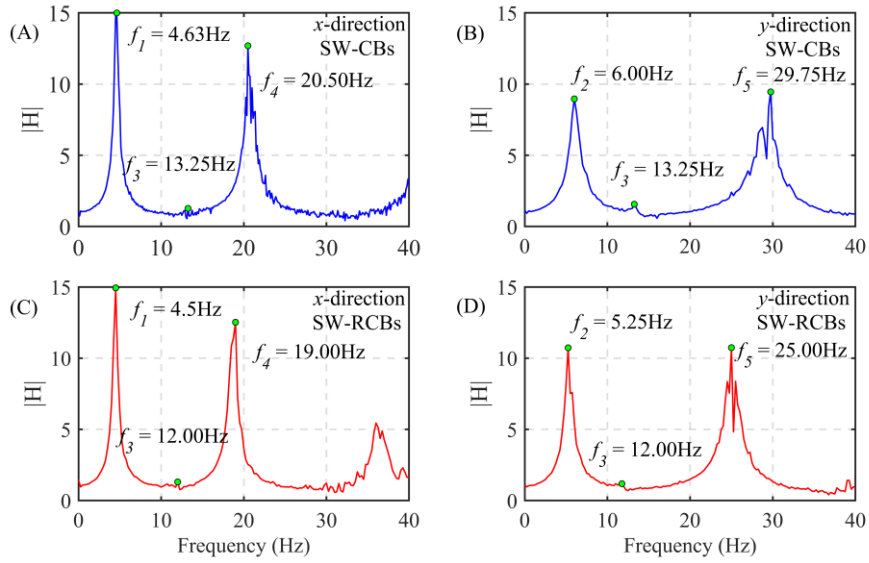 (A)
x-direction
SW-CBs
f1 = 4.63Hz
f4 = 20.50Hz
f3 = 13.25Hz
|H|
15
10
5
0
0
10
20
30
40
(B)
y-direction
SW-CBs
f2 = 6.00Hz
f5 = 29.75Hz
f3 = 13.25Hz
|H|
15
10
5
0
0
10
20
30
40
(C)
x-direction
SW-RCBs
f1 = 4.5Hz
f4 = 19.00Hz
f3 = 12.00Hz
|H|
15
10
5
0
0
10
20
30
40
Frequency (Hz)
(D)
y-direction
SW-RCBs
f2 = 5.25Hz
f5 = 25.00Hz
f3 = 12.00Hz
|H|
15
10
5
0
0
10
20
30
40
Frequency (Hz)